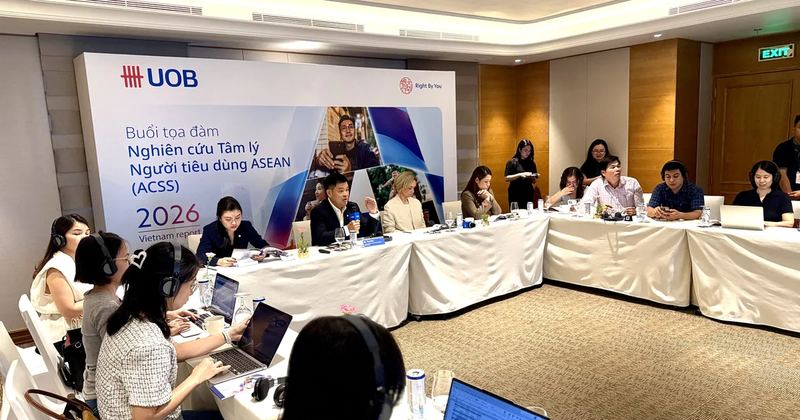 UOB
Right By You
Buổi tọa đàm
Nghiên cứu Tâm lý
Người tiêu dùng ASEAN
(ACSS)
2026
Vietnam report
EXIT